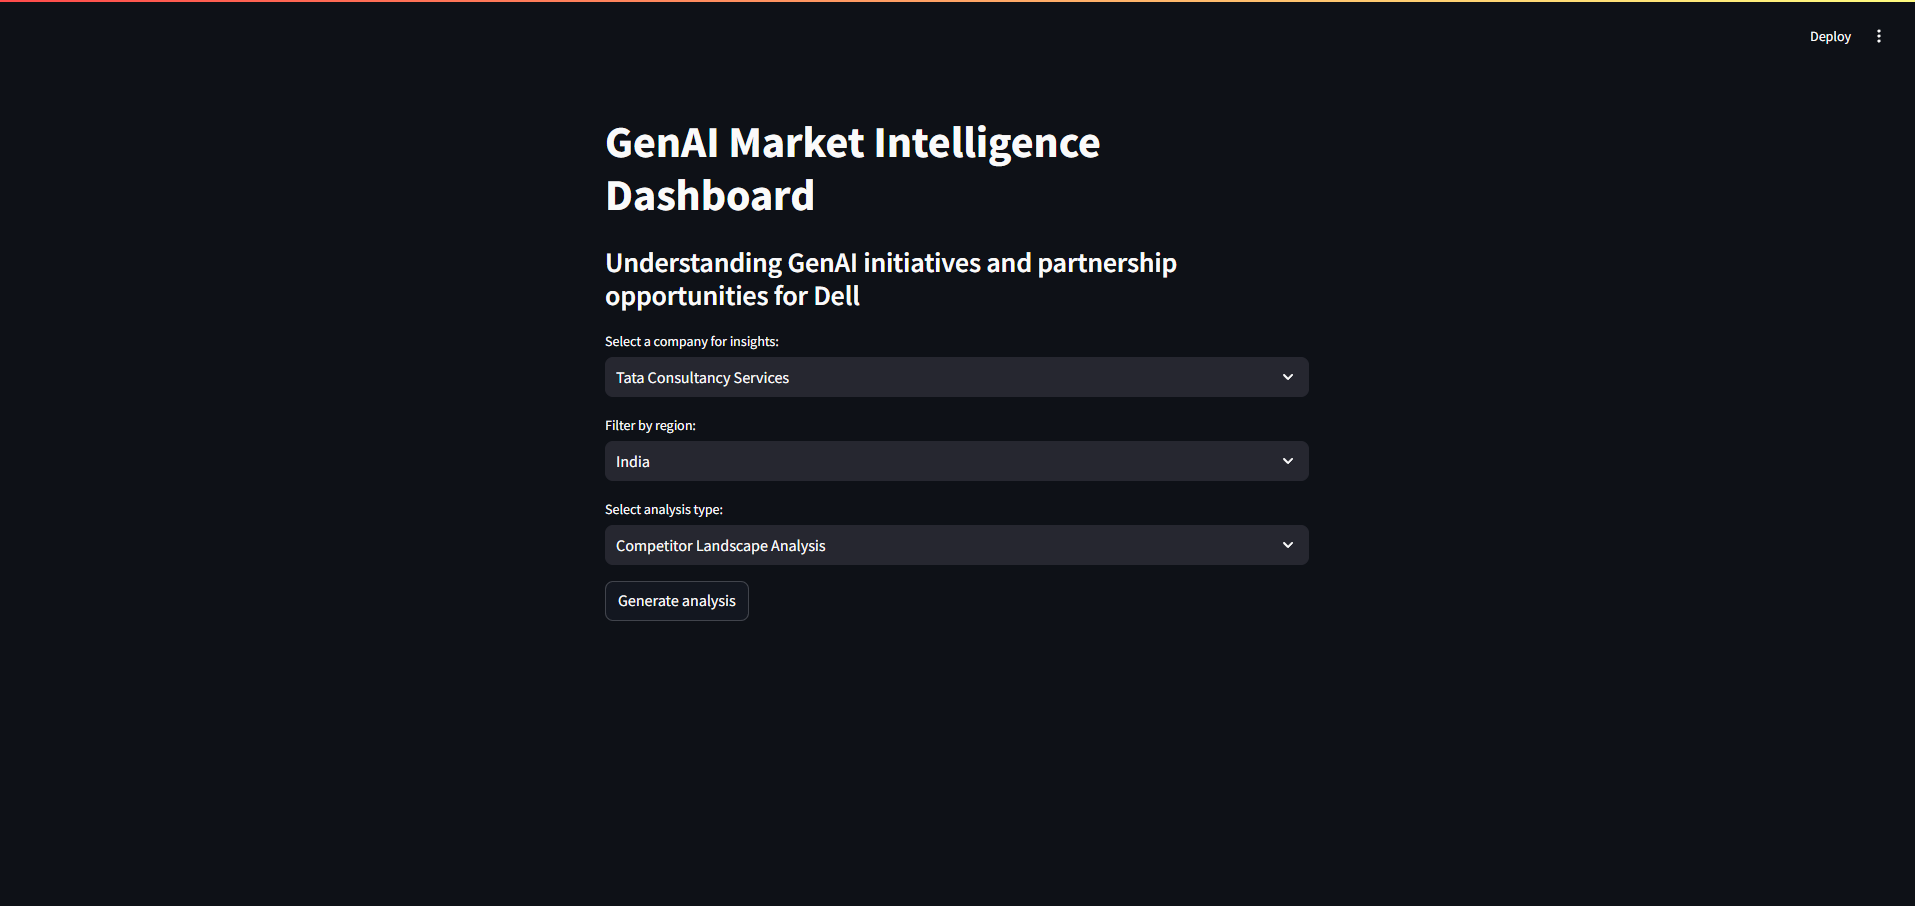 Deploy
GenAI Market Intelligence
Dashboard
Understanding GenAI initiatives and partnership
opportunities for Dell
Select a company for insights:
Tata Consultancy Services
Filter by region:
India
Select analysis type:
Competitor Landscape Analysis
Generate analysis